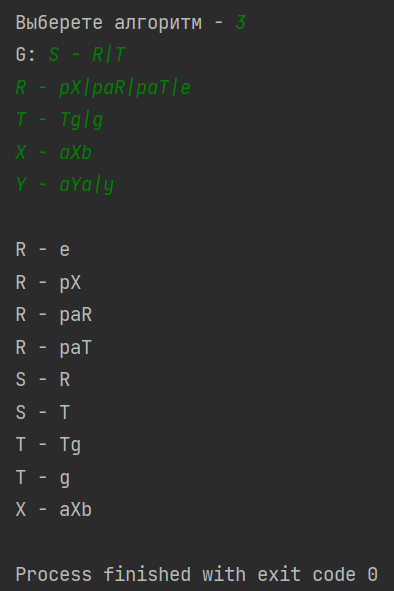 Выберете алгоритм - 3
G: S - R|T
R - pX|paR|paT|e
T - Tg|g
X - aXb
Y - aYa|y
R - e
R - pX
R - paR
R - paT
S - R
S - T
T - Tg
T - g
X - aXb
Process finished with exit code 0